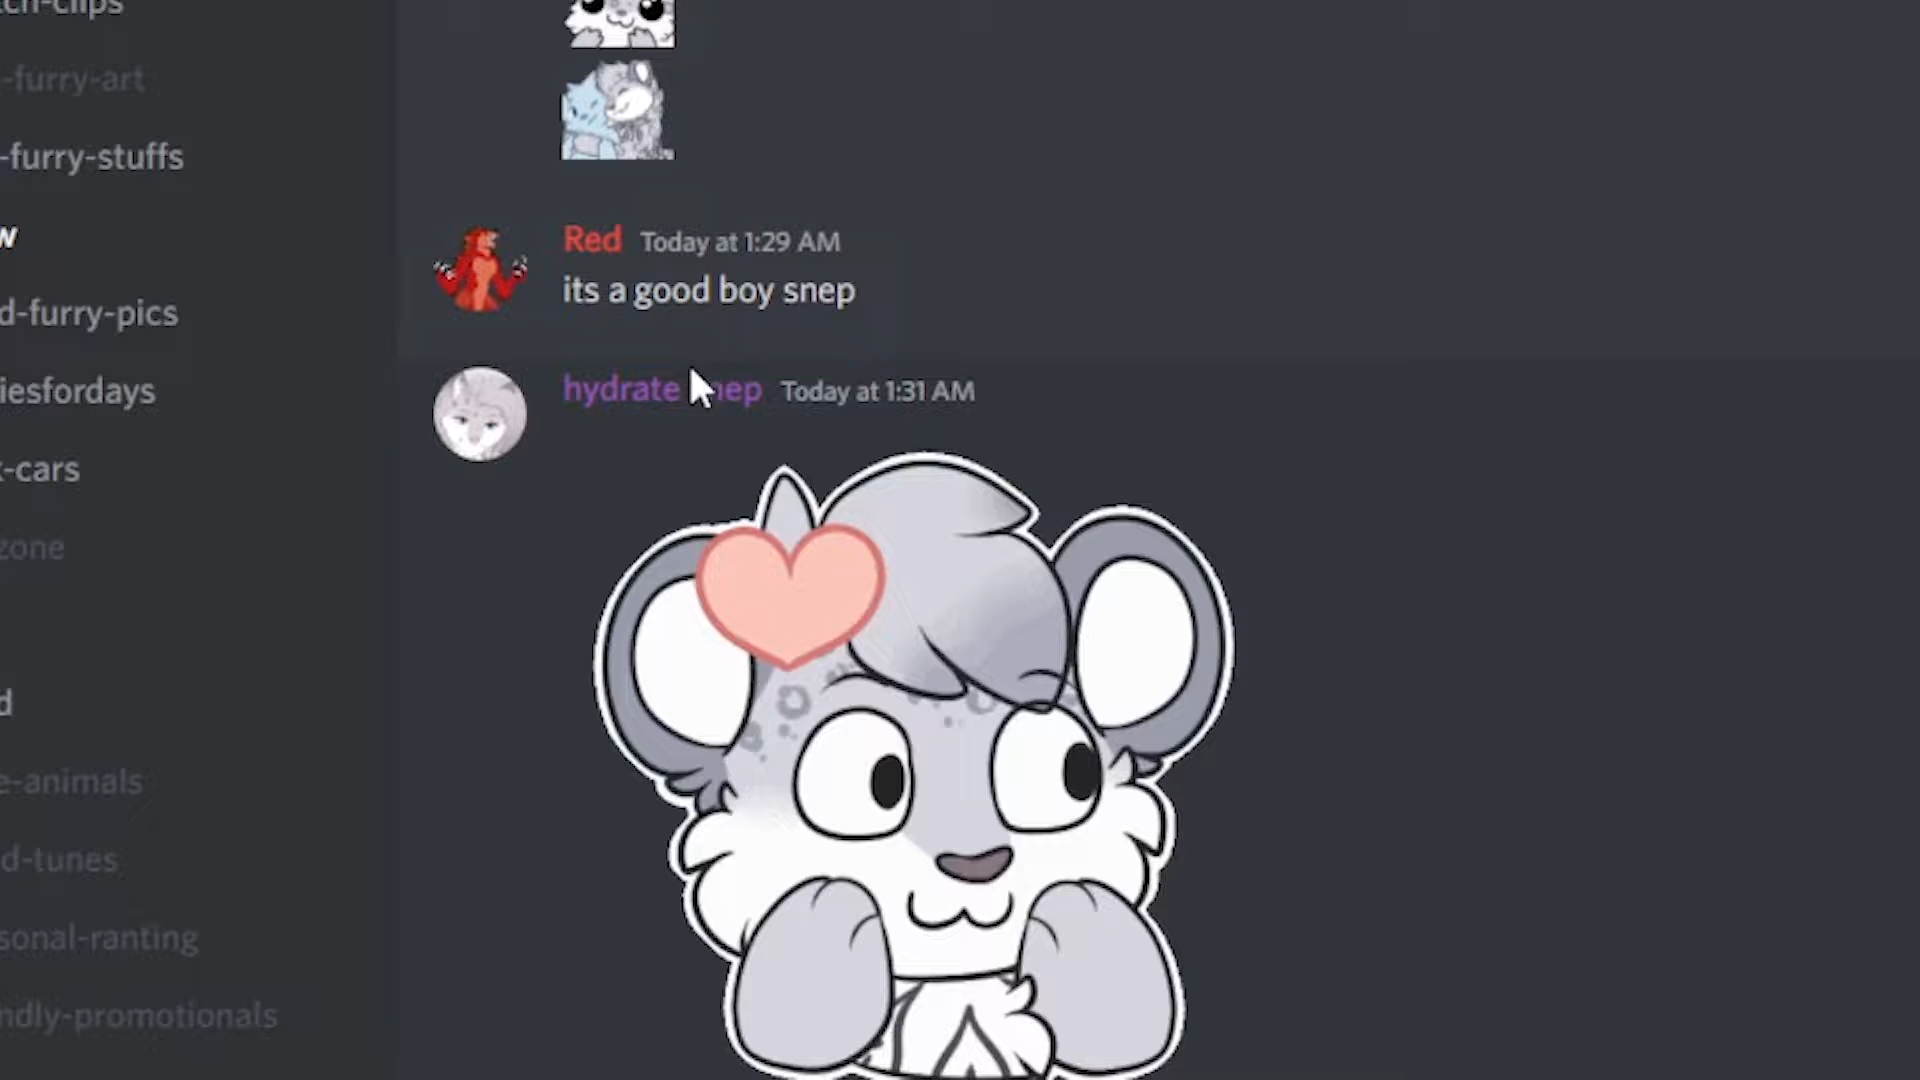 -furry-art
-furry-stuffs
w
d-furry-pics
iesfordays
-cars
zone
d
e-animals
d-tunes
sonal-ranting
ndly-promotionals
Red Today at 1:29 AM
its a good boy snep
hydrate nep Today at 1:31 AM